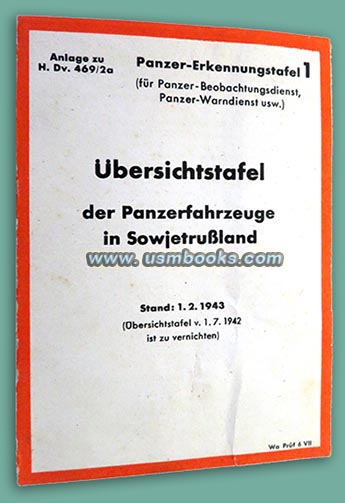 Anlage zu
H. Dv. 469/2a
Panzer-Erkennungstafel 1
(für Panzer-Beobachtungsdienst,
Panzer-Warndienst usw.)
Übersichtstafel
der Panzerfahrzeuge
in Sowjetrußland
www.usmbooks.com
Stand: 1. 2. 1943
(Übersichtstafel v. 1. 7. 1942
ist zu vernichten)
Wa Prüf 6 VII